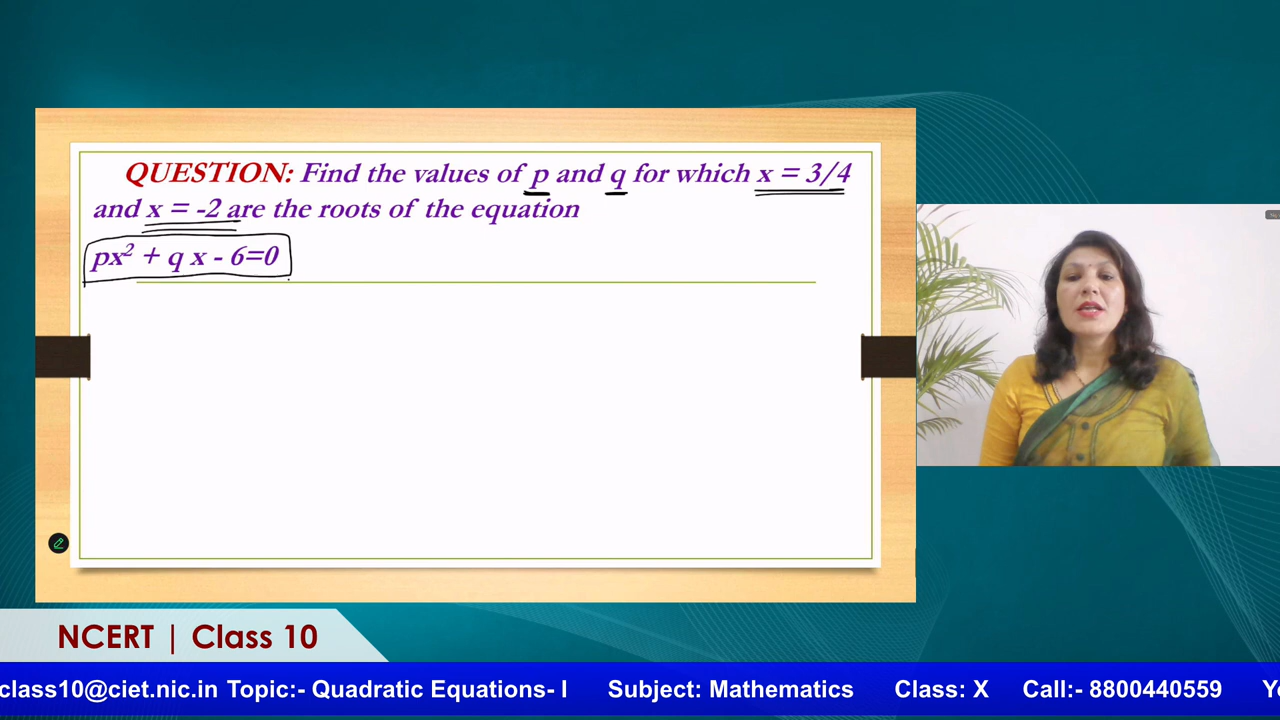 QUESTION: Find the values of p and q for which x = 3/4
and x = -2 are the roots of the equation
px² + q x - 6=0
NCERT | Class 10
class10@ciet.nic.in Topic:- Quadratic Equations- I Subject: Mathematics Class: X Call:- 8800440559